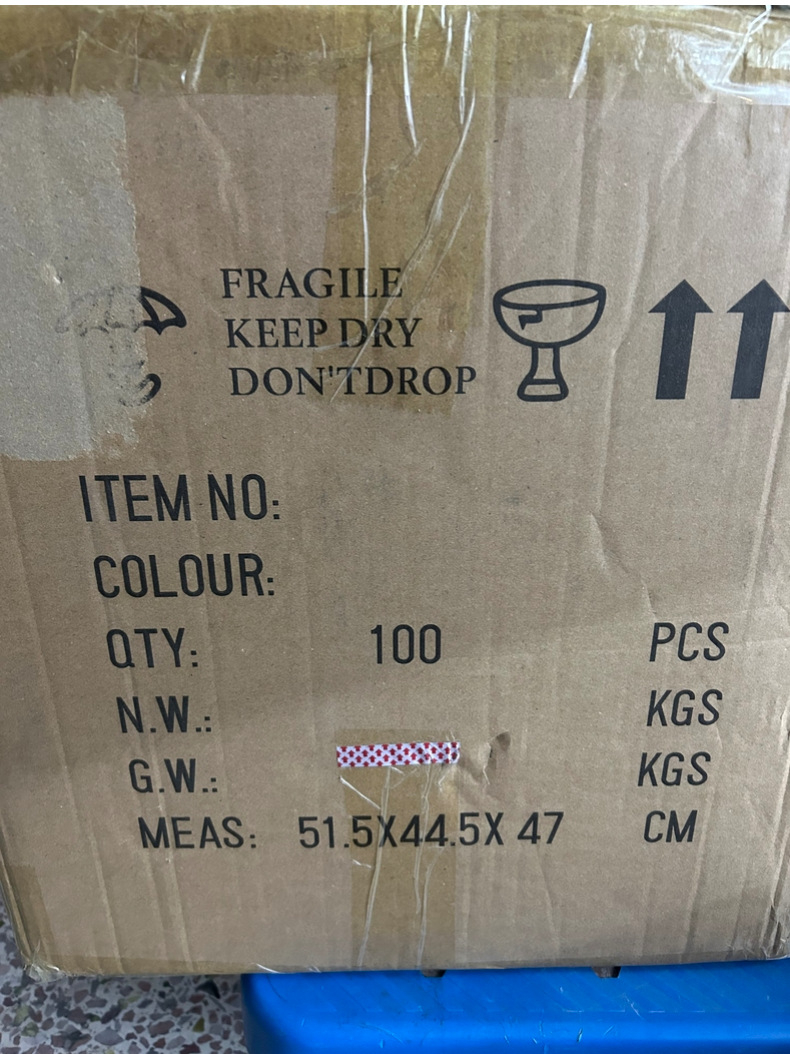 FRAGILE
KEEP DRY
DON'TDROP
ITEM NO:
COLOUR:
QTY: 100 PCS
N.W.: KGS
G.W.: KGS
MEAS: 51.5X44.5X 47 CM